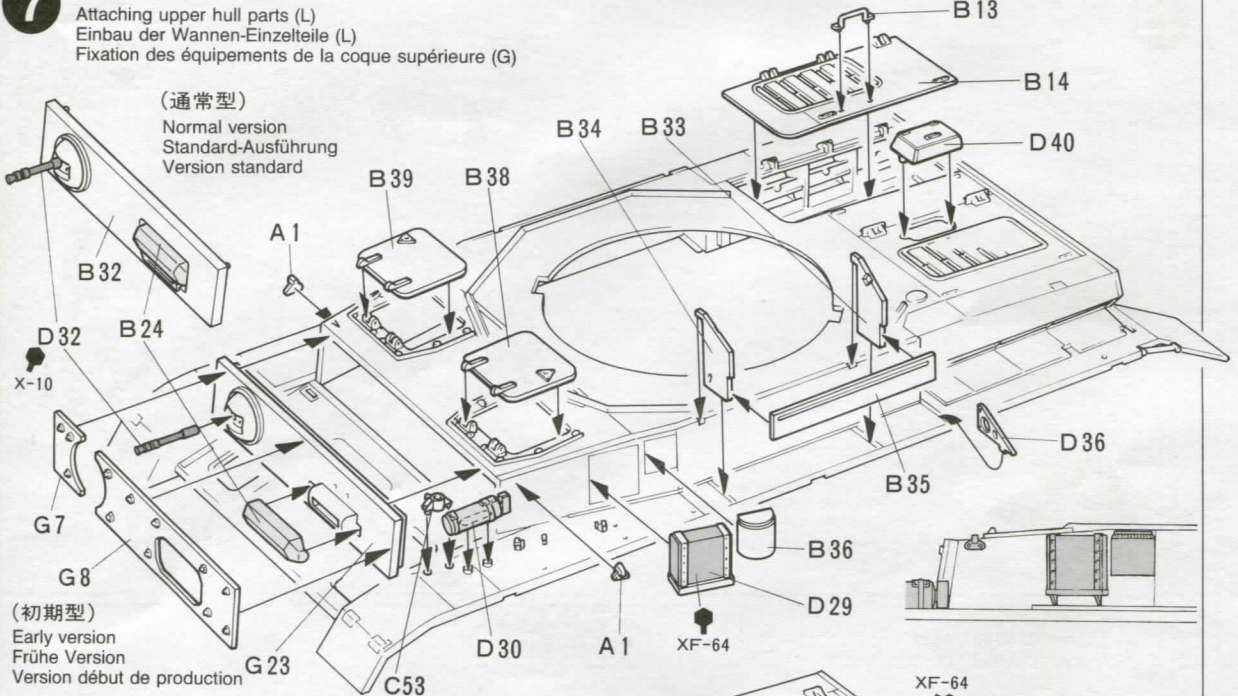 7
Attaching upper hull parts (L)
Einbau der Wannen-Einzelteile (L)
Fixation des équipements de la coque supérieure (G)
(通常型)
Normal version
Standard-Ausführung
Version standard
B13
B14
B34
B33
D40
B39
B38
A1
B32
D32
B24
X-10
D36
B35
G7
G8
B36
D29
XF-64
(初期型)
Early version
Frühe Version
Version début de production
G23
C53
D30
A1
XF-64